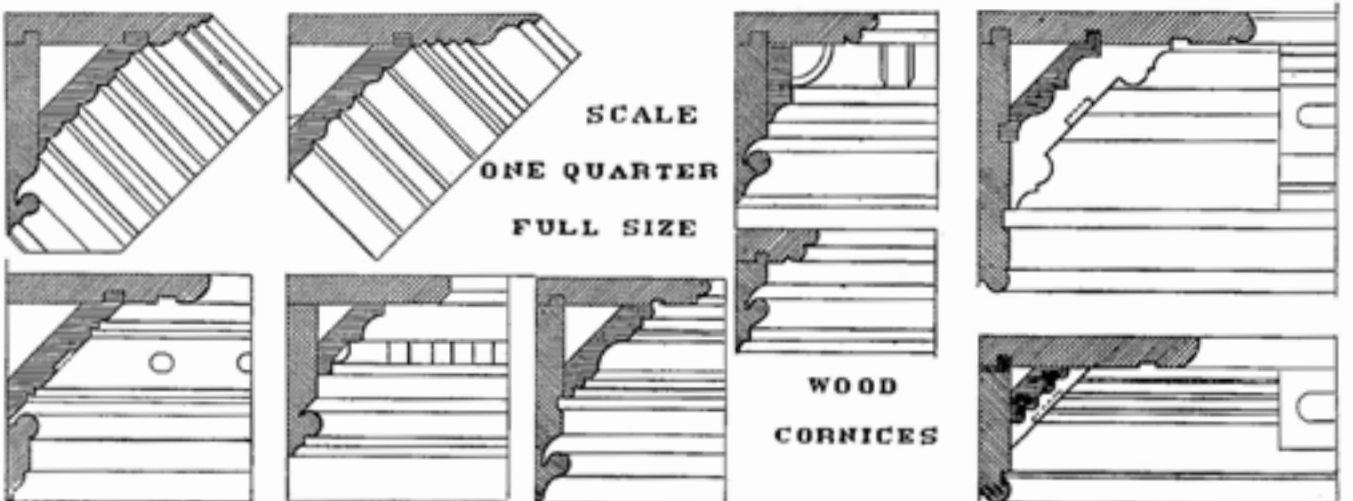 SCALE
ONE QUARTER
FULL SIZE
WOOD
CORNICES